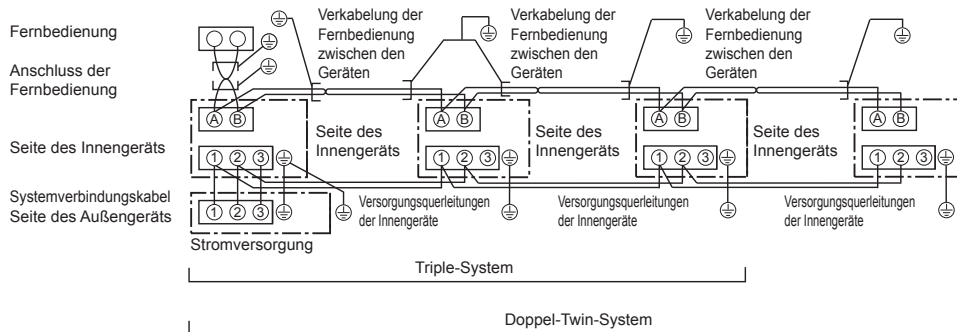 Fernbedienung
Verkabelung der
Fernbedienung
zwischen den
Geräten
Verkabelung der
Fernbedienung
zwischen den
Geräten
Verkabelung der
Fernbedienung
zwischen den
Geräten
Anschluss der
Fernbedienung
A B
A B
A B
A B
Seite des Innengeräts
Seite des
Innengeräts
Seite des
Innengeräts
Seite des
Innengeräts
1 2 3
1 2 3
1 2 3
1 2 3
Systemverbindungskabel
Seite des Außengeräts
1 2 3
Versorgungsquerleitungen
der Innengeräte
Versorgungsquerleitungen
der Innengeräte
Versorgungsquerleitungen
der Innengeräte
Stromversorgung
Triple-System
Doppel-Twin-System